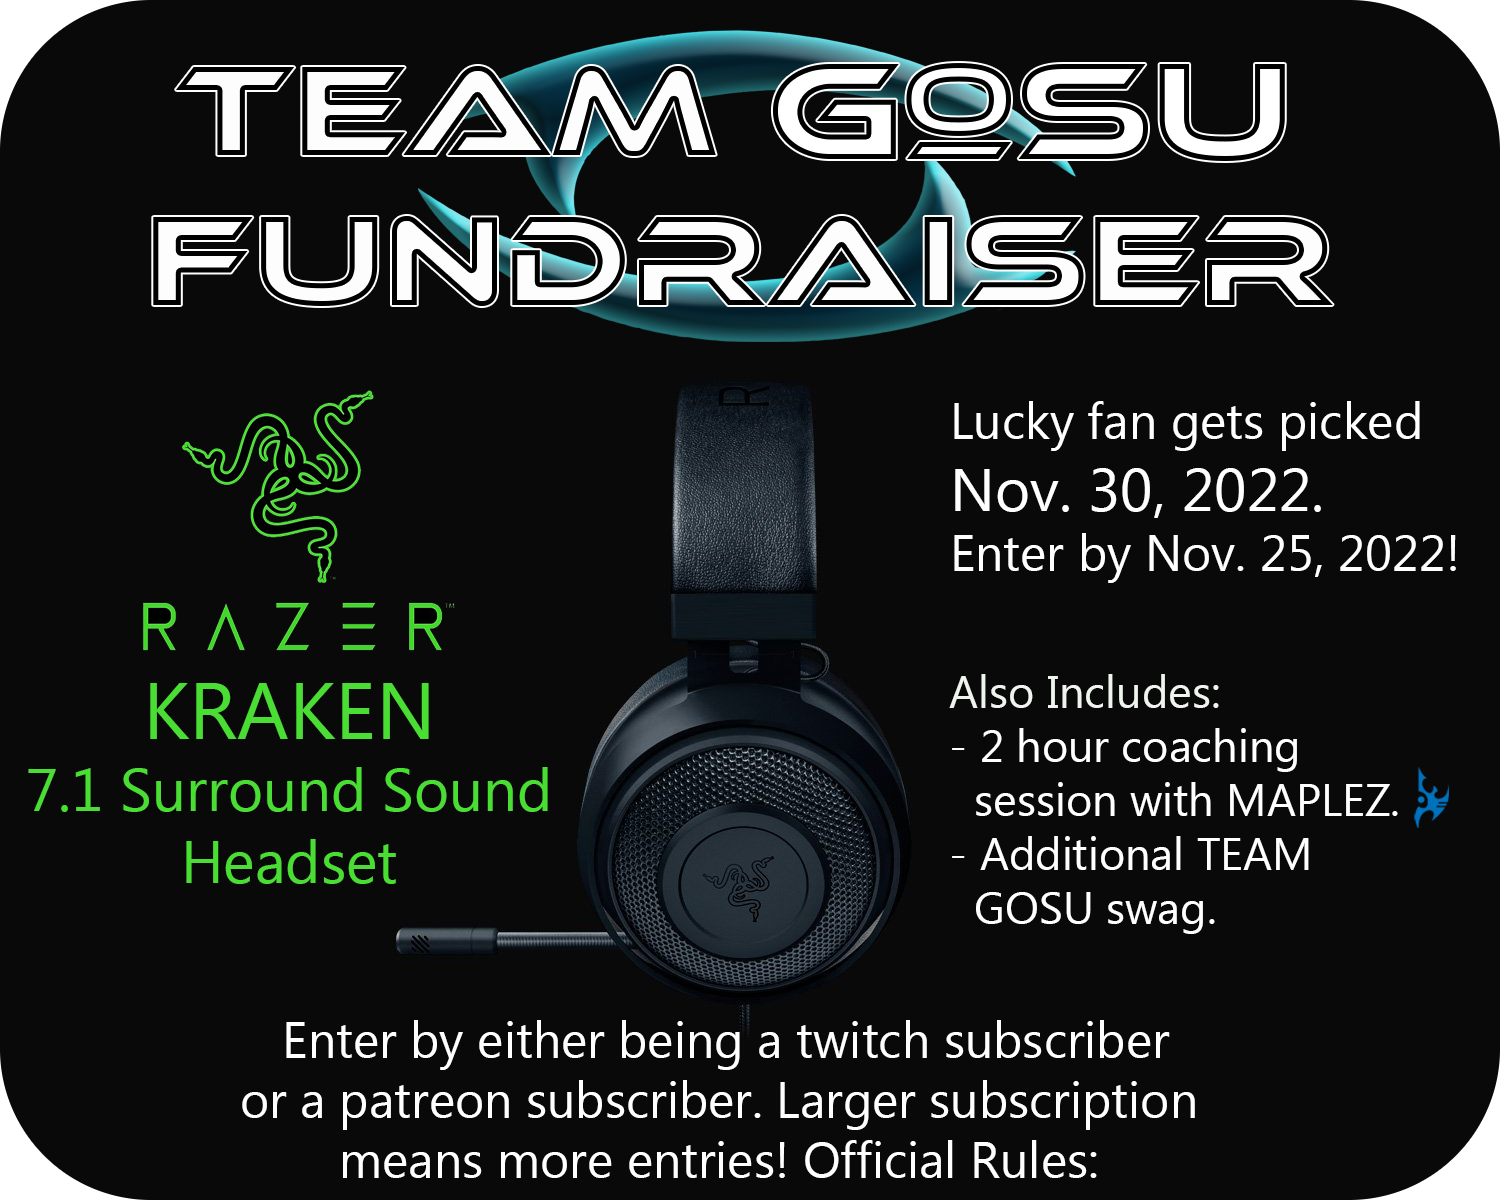 TEAM GOSU
FUNDRAISER
RAZER™
KRAKEN
7.1 Surround Sound
Headset
R
Lucky fan gets picked
Nov. 30, 2022.
Enter by Nov. 25, 2022!
Also Includes:
- 2 hour coaching
session with MAPLEZ.
- Additional TEAM
GOSU swag.
Enter by either being a twitch subscriber
or a patreon subscriber. Larger subscription
means more entries! Official Rules: